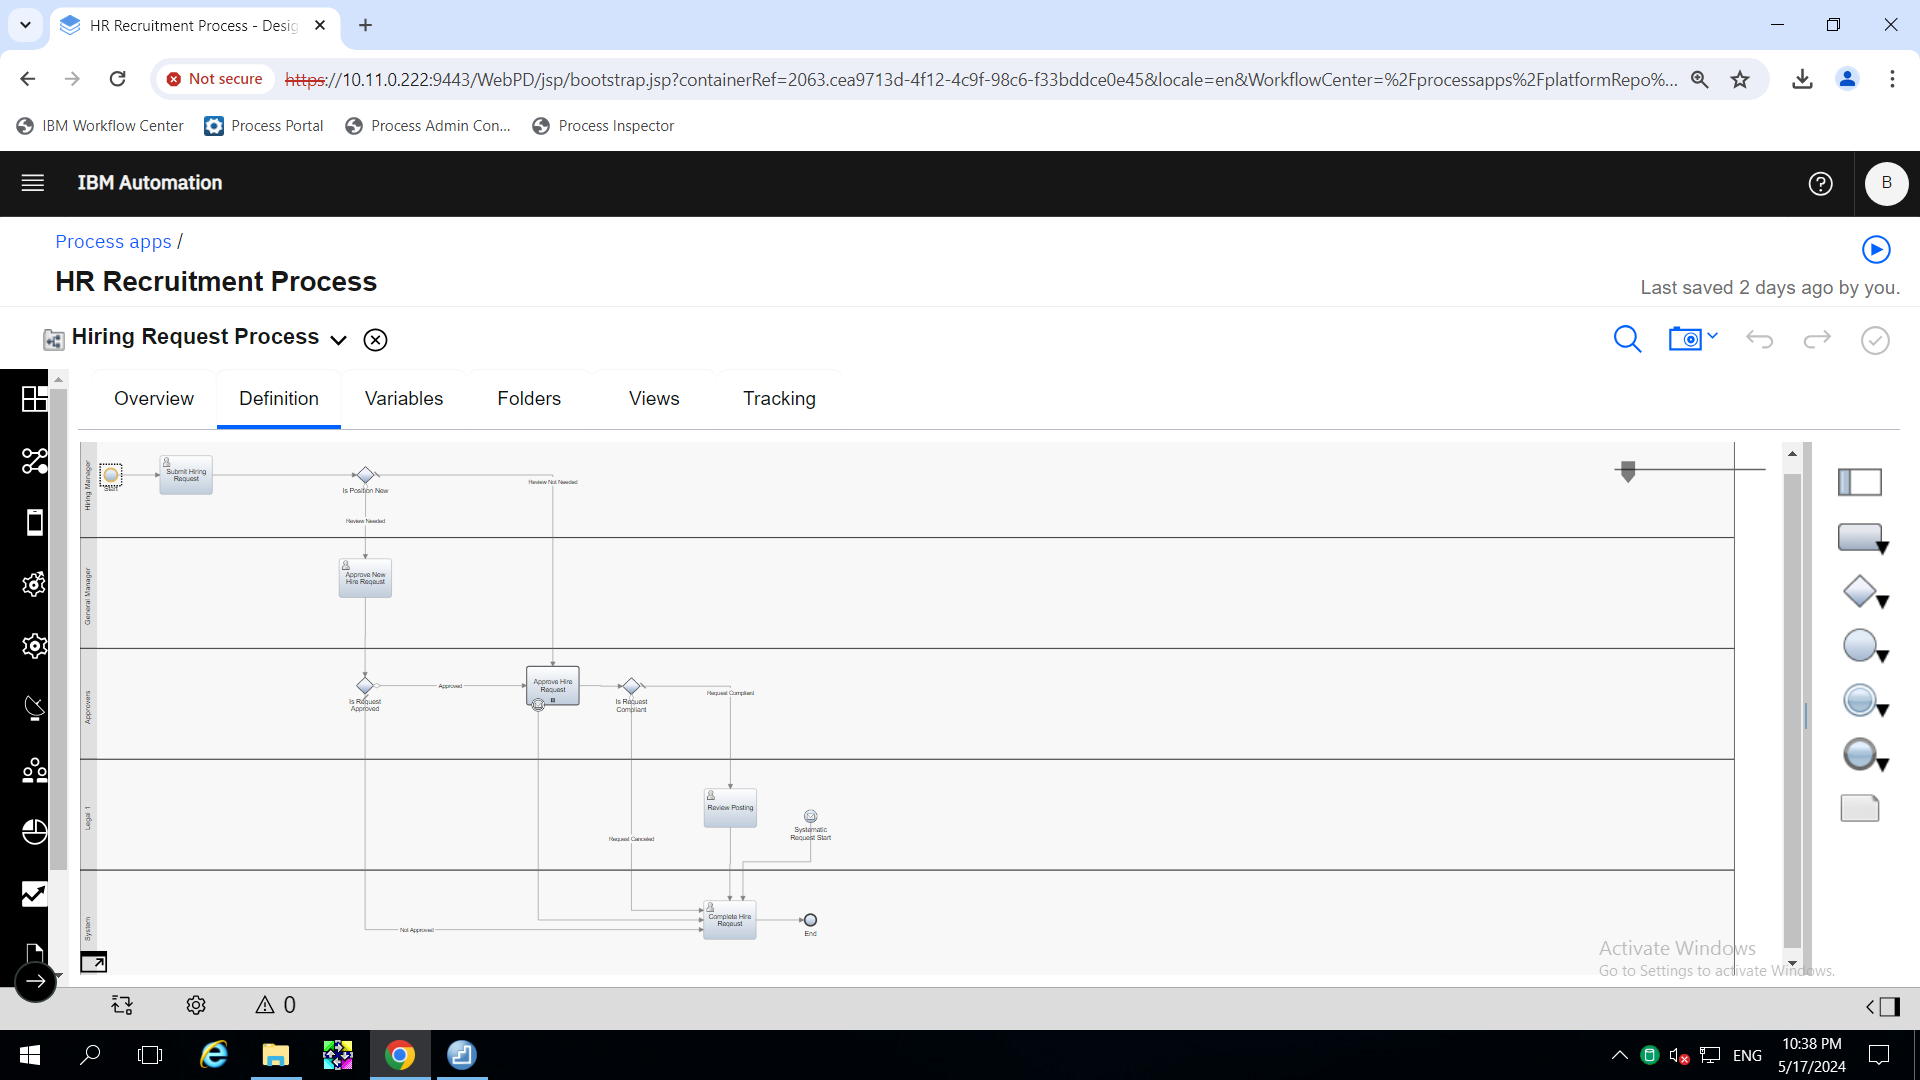 HR Recruitment Process - Desig
Not secure
https://10.11.0.222:9443/WebPD/jsp/bootstrap.jsp?containerRef=2063.cea9713d-4f12-4c9f-98c6-f33bddce0e45&locale=en&WorkflowCenter=%2Fprocessapps%2FplatformRepo%...
IBM Workflow Center
Process Portal
Process Admin Con...
Process Inspector
IBM Automation
B
Process apps /
HR Recruitment Process
Last saved 2 days ago by you.
Hiring Request Process
Overview
Definition
Variables
Folders
Views
Tracking
Hiring Manager
Start
Submit Hiring
Request
Is Position New
Review Not Needed
Review Needed
General Manager
Approve New
Hire Reqeust
Approvers
Is Request
Approved
Approved
Approve Hire
Request
Is Request
Compliant
Request Compliant
Legal 1
Review Posting
Systematic
Request Start
Request Canceled
System
Not Approved
Complete Hire
Reqeust
End
Activate Windows
Go to Settings to activate Windows.
0
ENG
10:38 PM
5/17/2024